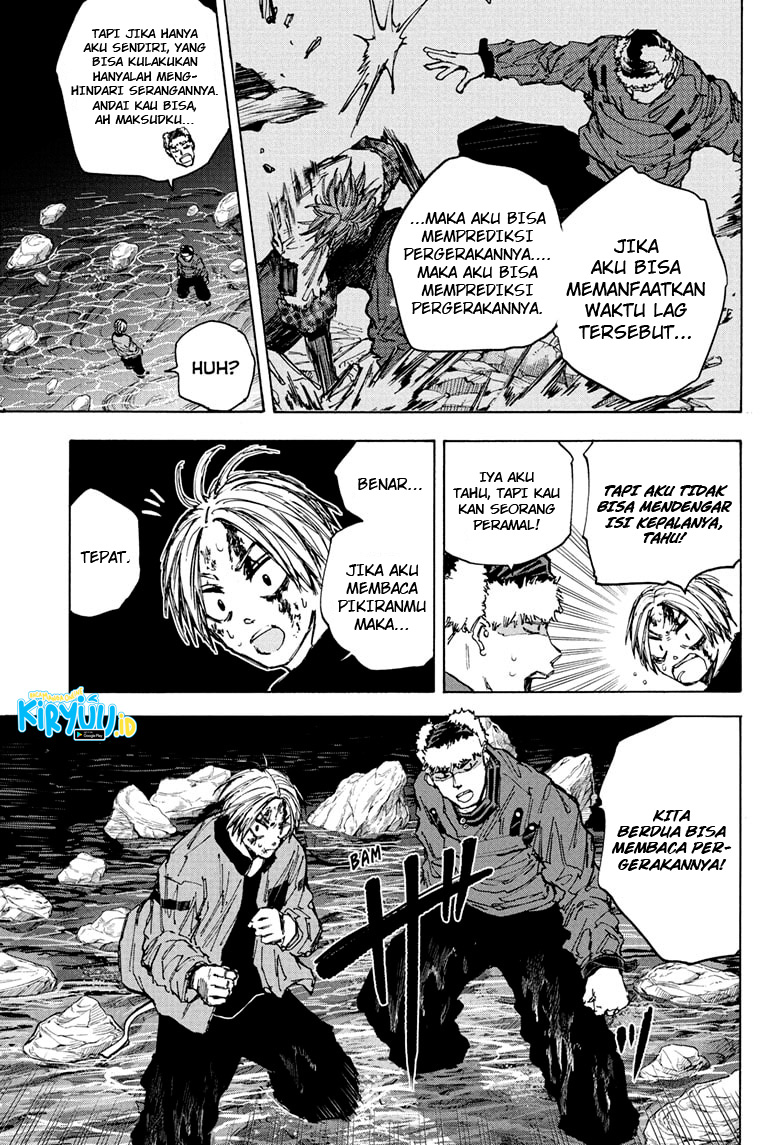 JIKA
AKU BISA
MEMANFAATKAN
WAKTU LAG
TERSEBUT...
...MAKA AKU BISA
MEMPREDIKSI
PERGERAKANNYA....
MAKA AKU BISA
MEMPREDIKSI
PERGERAKANNYA.
TAPI JIKA HANYA
AKU SENDIRI, YANG
BISA KULAKUKAN
HANYALAH MENG-
HINDARI SERANGANNYA.
ANDAI KAU BISA,
AH MAKSUDKU...
HUH?
TAPI AKU TIDAK
BISA MENDENGAR
ISI KEPALANYA,
TAHU!
IYA AKU
TAHU, TAPI KAU
KAN SEORANG
PERAMAL!
BENAR...
JIKA AKU
MEMBACA
PIKIRANMU
MAKA...
TEPAT.
KIRYUU.ID
Google Play
KITA
BERDUA BISA
MEMBACA PER-
GERAKANNYA!
BAM